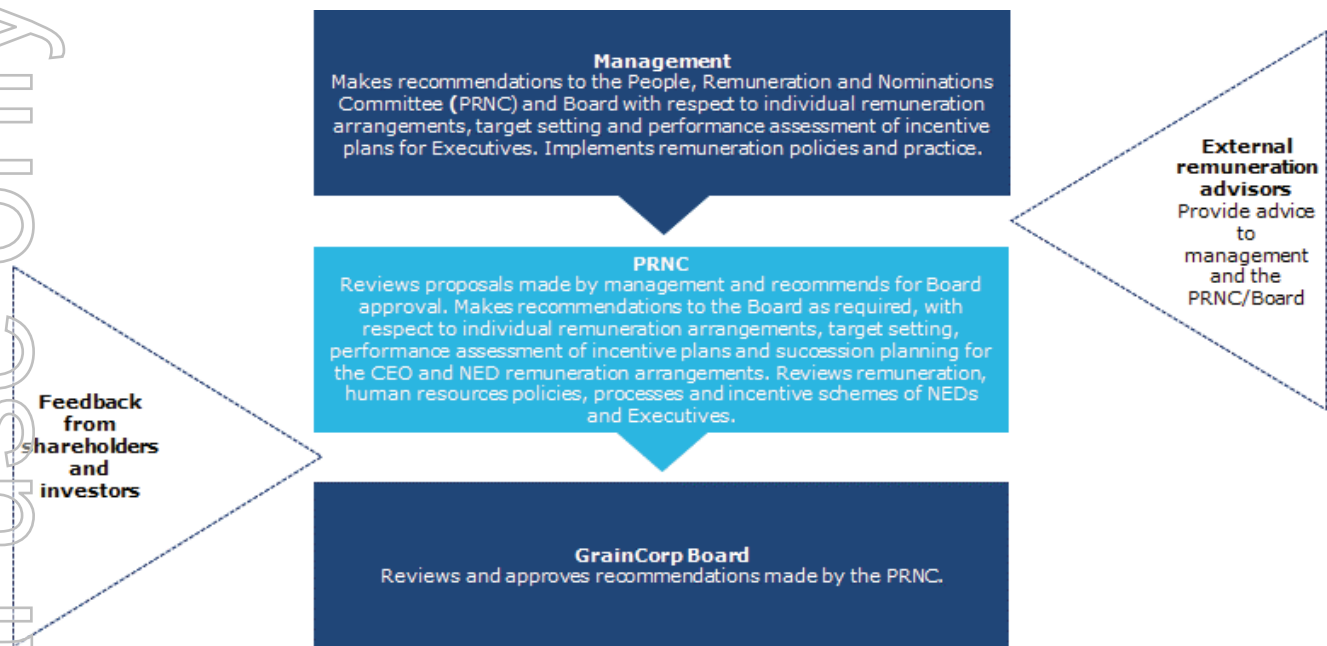 Management
Makes recommendations to the People, Remuneration and Nominations
Committee (PRNC) and Board with respect to individual remuneration
arrangements, target setting and performance assessment of incentive
plans for Executives. Implements remuneration policies and practice.
External
remuneration
advisors
Provide advice
to
management
and the
PRNC/Board
PRNC
Reviews proposals made by management and recommends for Board
approval. Makes recommendations to the Board as required, with
respect to individual remuneration arrangements, target setting,
performance assessment of incentive plans and succession planning for
the CEO and NED remuneration arrangements. Reviews remuneration,
human resources policies, processes and incentive schemes of NEDs
and Executives.
Feedback
from
shareholders
and
investors
GrainCorp Board
Reviews and approves recommendations made by the PRNC.